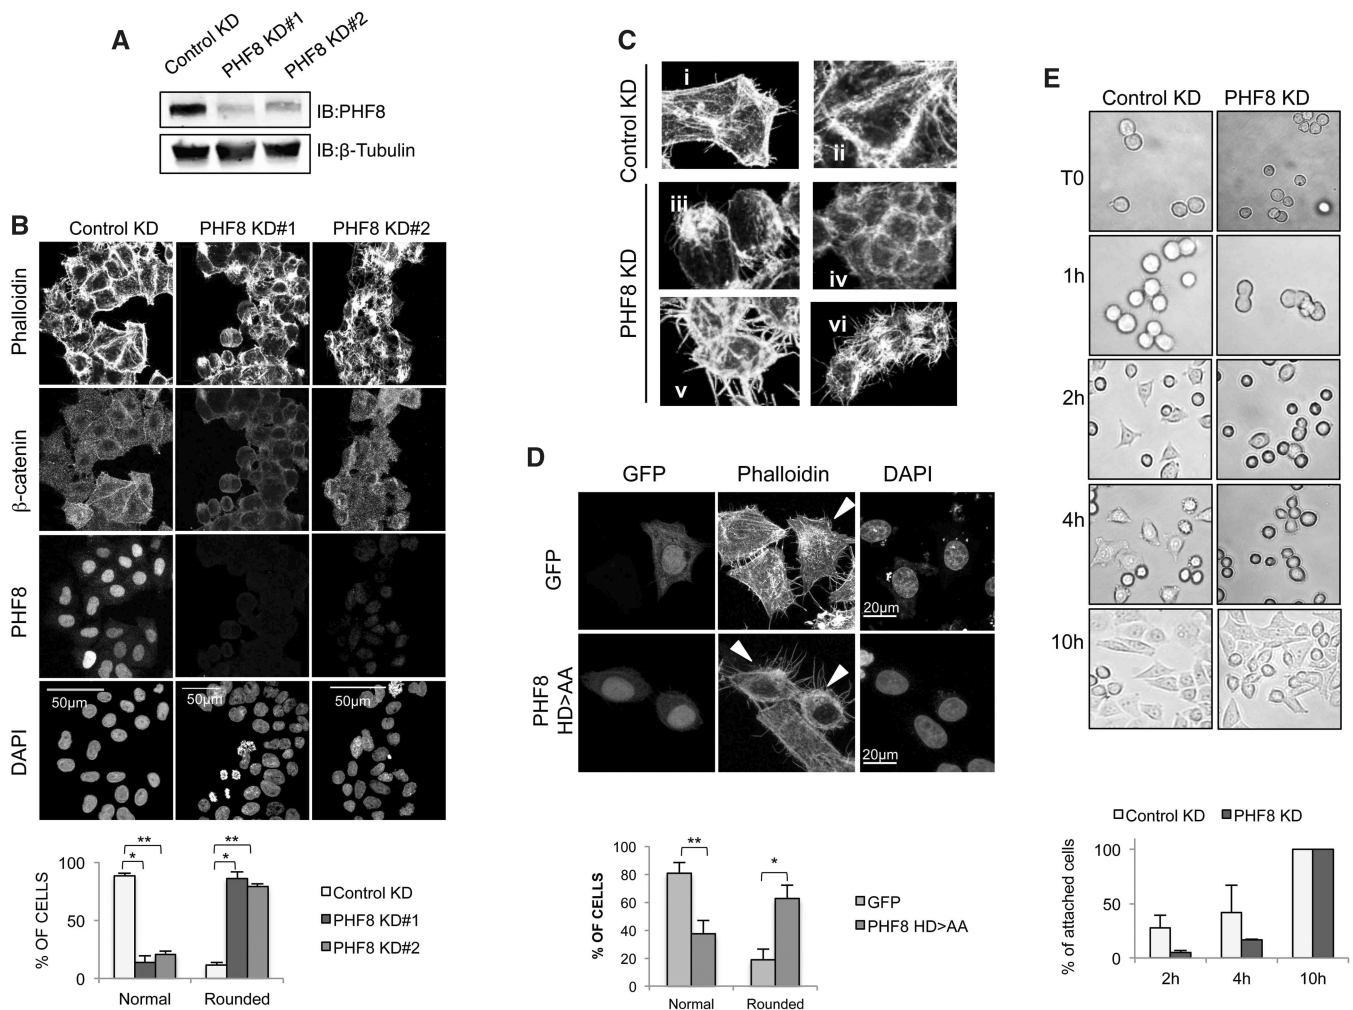 A
Control KD
PHF8 KD#1
PHF8 KD#2
IB:PHF8
IB:β-Tubulin
B
Control KD PHF8 KD#1 PHF8 KD#2
Phalloidin
β-catenin
PHF8
DAPI
50μm
50μm
50μm
% OF CELLS
100
50
0
** **
* *
Normal Rounded
Control KD
PHF8 KD#1
PHF8 KD#2
C
Control KD
PHF8 KD
i
ii
iii
iv
v
vi
D
GFP Phalloidin DAPI
GFP
20μm
PHF8
HD>AA
20μm
% OF CELLS
100
80
60
40
20
0
**
*
Normal Rounded
GFP
PHF8 HD>AA
E
Control KD PHF8 KD
T0
1h
2h
4h
10h
Control KD PHF8 KD
% of attached cells
100
50
0
2h 4h 10h